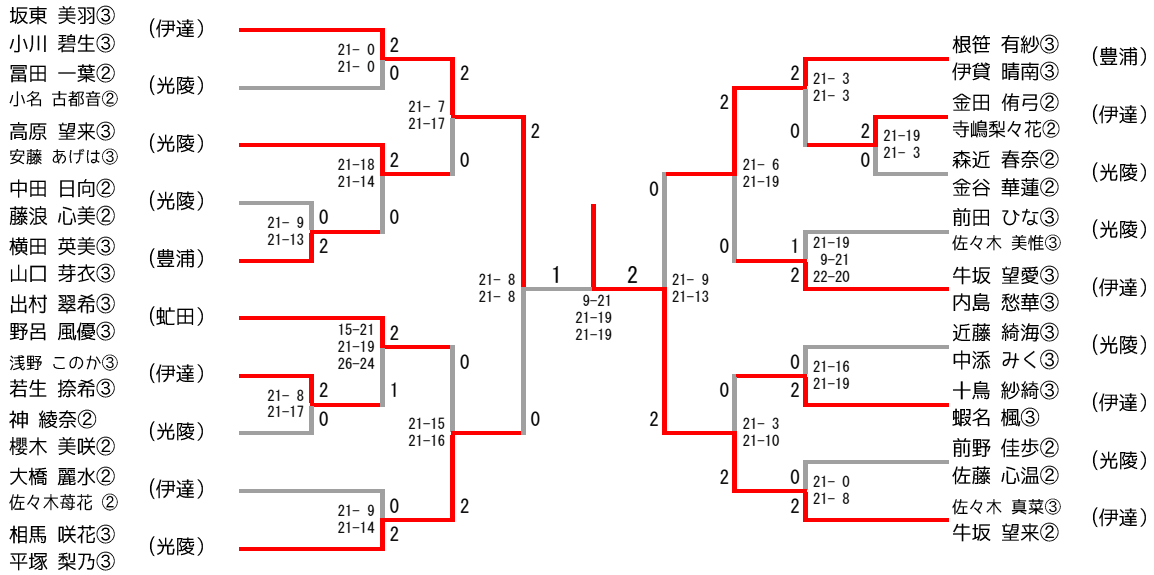 坂東 美羽③
小川 碧生③
(伊達)
冨田 一葉②
小名 古都音②
(光陵)
高原 望来③
安藤 あげは③
(光陵)
中田 日向②
藤浪 心美②
(光陵)
横田 英美③
山口 芽衣③
(豊浦)
出村 翠希③
野呂 風優③
(虻田)
浅野 このか③
若生 捺希③
(伊達)
神 綾奈②
櫻木 美咲②
(光陵)
大橋 麗水②
佐々木苺花 ②
(伊達)
相馬 咲花③
平塚 梨乃③
(光陵)
21- 0
21- 0
2
0
21-18
21-14
2
0
21- 9
21-13
0
2
15-21
21-19
26-24
2
1
21- 8
21-17
2
0
21- 9
21-14
0
2
21- 7
21-17
2
0
21-15
21-16
0
2
21- 8
21- 8
2
0
1
2
9-21
21-19
21-19
21- 9
21-13
0
2
21- 6
21-19
2
0
21- 3
21-10
0
2
21- 3
21- 3
2
0
21-19
21- 3
2
0
21-19
9-21
22-20
1
2
21-16
21-19
0
2
21- 0
21- 8
0
2
根笹 有紗③
伊貸 晴南③
(豊浦)
金田 侑弓②
寺嶋梨々花②
(伊達)
森近 春奈②
金谷 華蓮②
(光陵)
前田 ひな③
佐々木 美惟③
(光陵)
牛坂 望愛③
内島 愁華③
(伊達)
近藤 綺海③
中添 みく③
(光陵)
十鳥 紗綺③
蝦名 楓③
(伊達)
前野 佳歩②
佐藤 心温②
(光陵)
佐々木 真菜③
牛坂 望来②
(伊達)